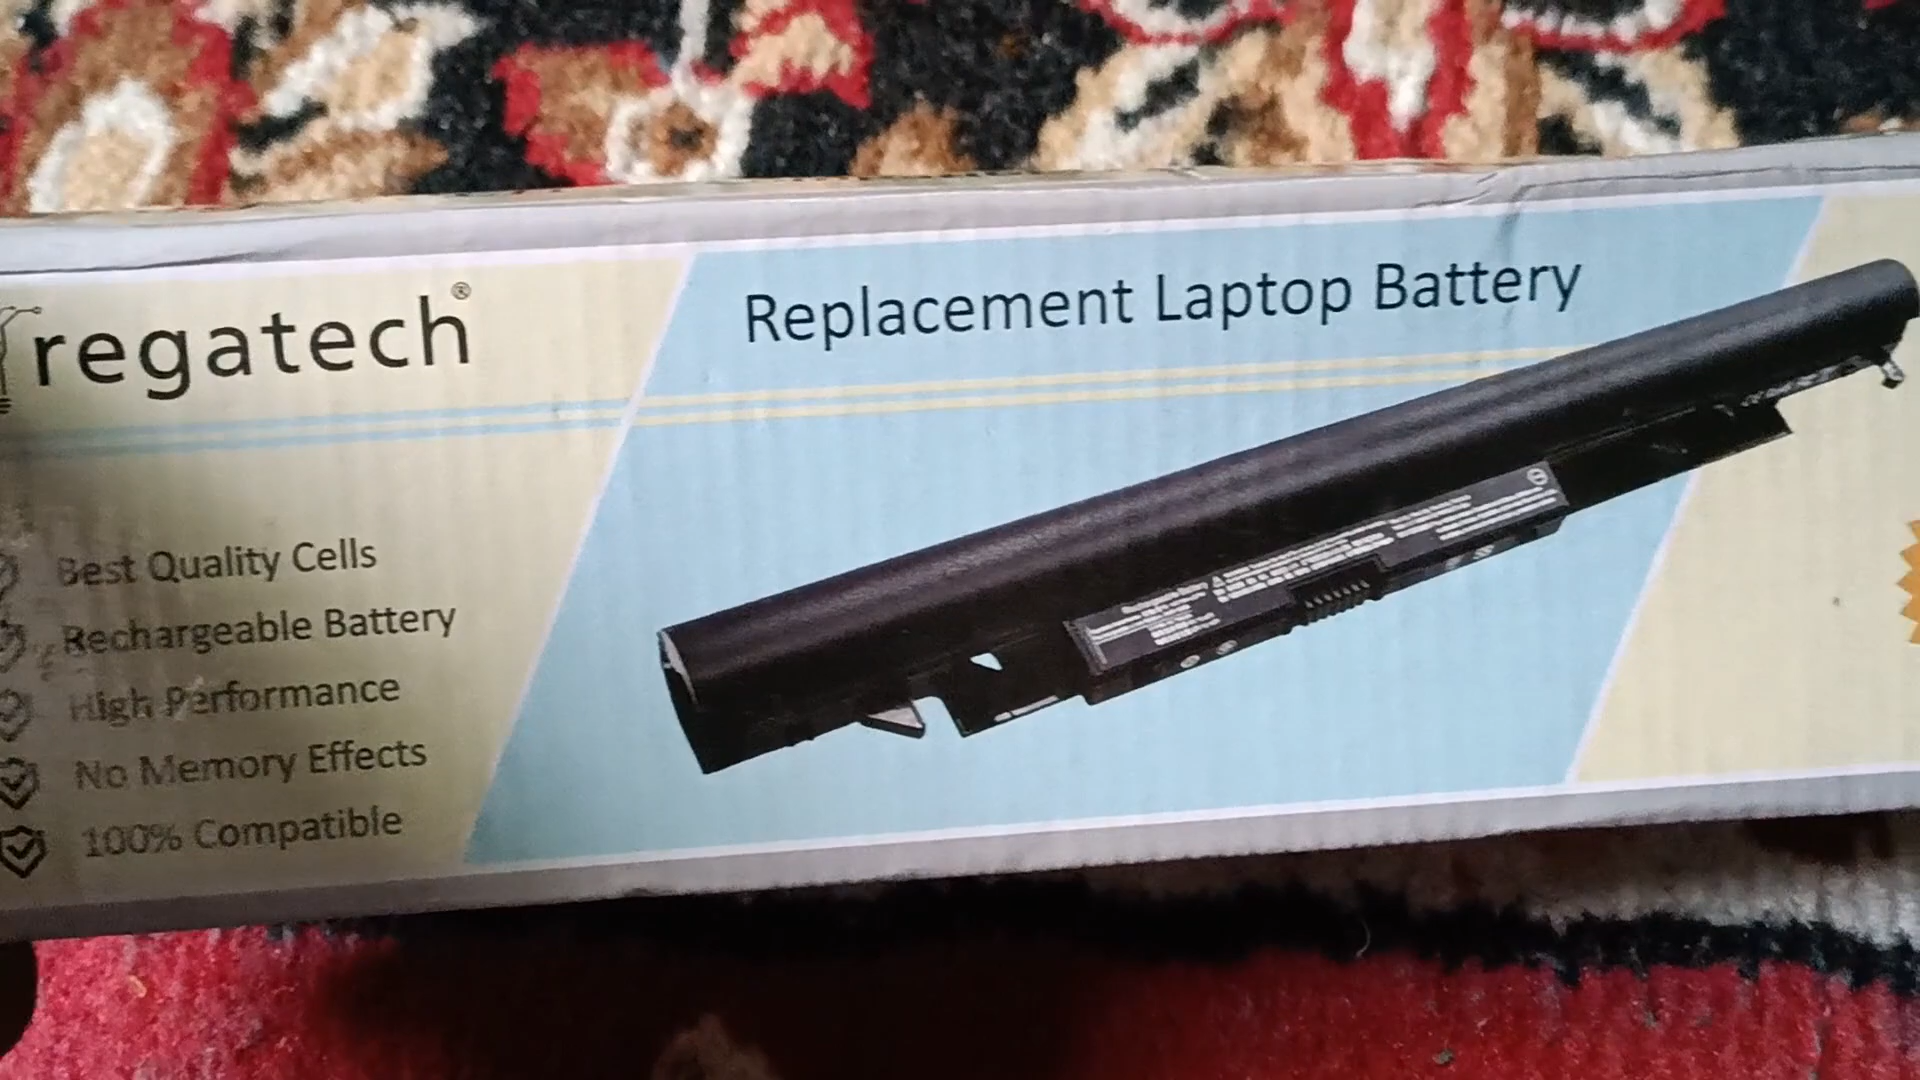 regatech®
Replacement Laptop Battery
Best Quality Cells
Rechargeable Battery
High Performance
No Memory Effects
100% Compatible